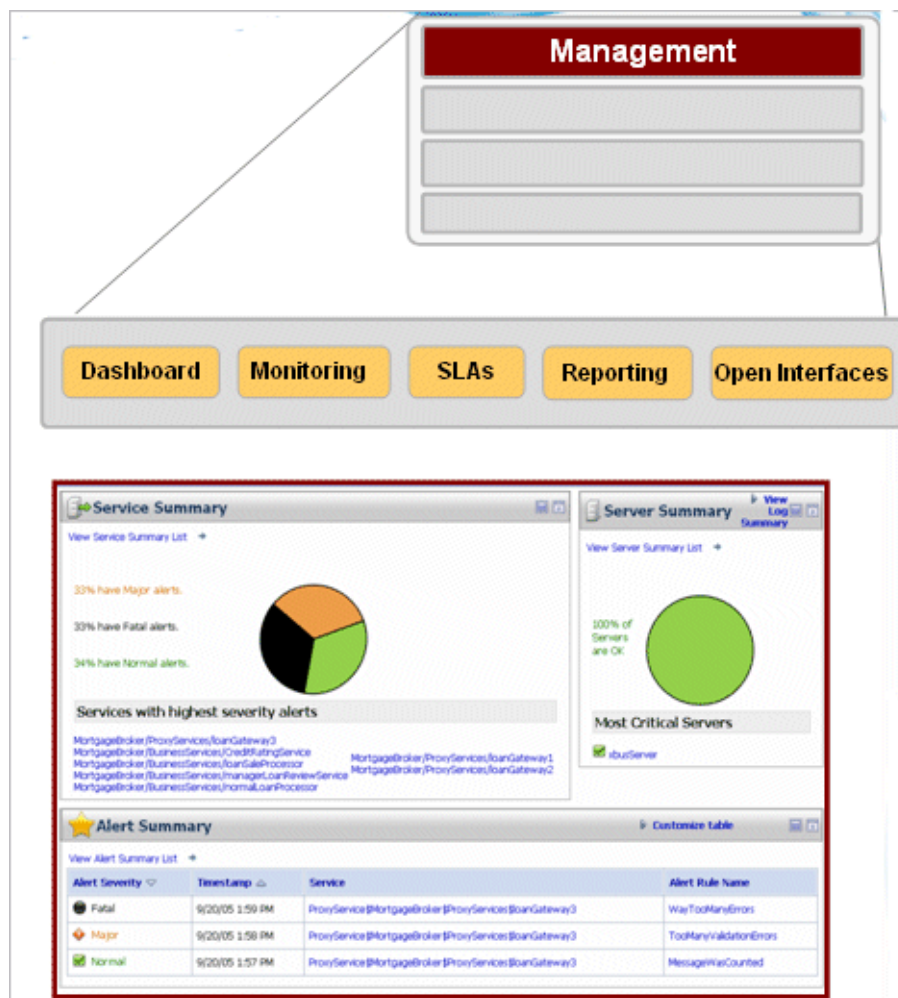 Management
Dashboard
Monitoring
SLAs
Reporting
Open Interfaces
Service Summary
View Service Summary List
33% have Major alerts.
33% have Fatal alerts.
34% have Normal alerts.
Services with highest severity alerts
MortgageBroker/ProxyServices/loanGateway3
MortgageBroker/BusinessServices/CreditRatingService
MortgageBroker/BusinessServices/loanSaleProcessor
MortgageBroker/BusinessServices/managerLoanReviewService
MortgageBroker/BusinessServices/normalLoanProcessor
MortgageBroker/ProxyServices/loanGateway1
MortgageBroker/ProxyServices/loanGateway2
Server Summary
View
Log
Summary
View Server Summary List
100% of
Servers
are OK
Most Critical Servers
xbusServer
Alert Summary
Customize table
View Alert Summary List
Alert Severity Timestamp Service Alert Rule Name
Fatal 9/20/05 1:59 PM ProxyService$MortgageBroker$ProxyServices$loanGateway3 WayTooManyErrors
Major 9/20/05 1:58 PM ProxyService$MortgageBroker$ProxyServices$loanGateway3 TooManyValidationErrors
Normal 9/20/05 1:57 PM ProxyService$MortgageBroker$ProxyServices$loanGateway3 MessageWasCounted